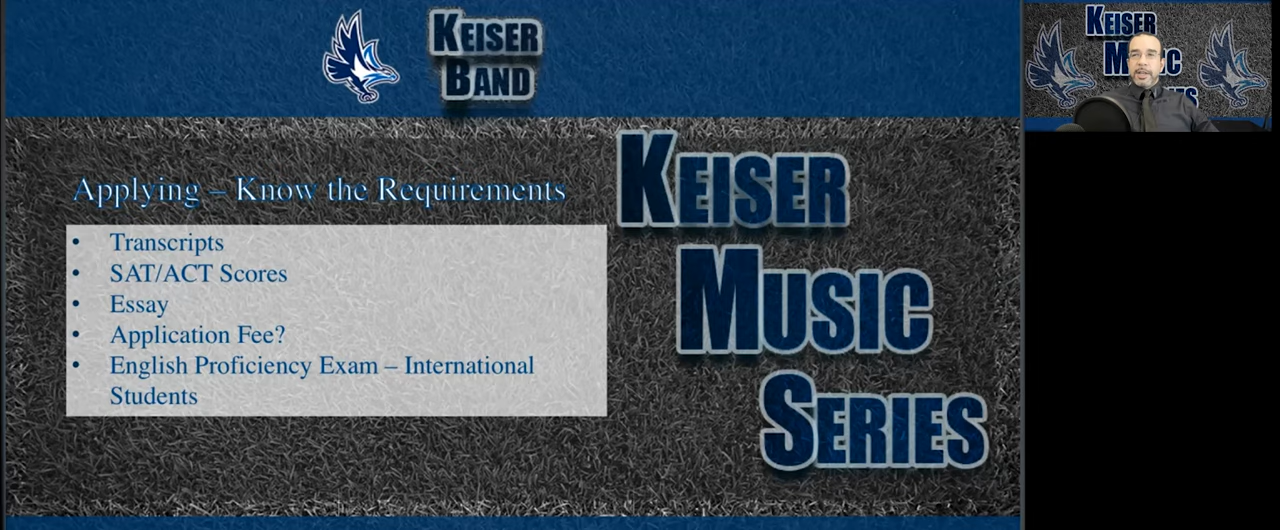 KEISER
BAND
Applying – Know the Requirements
• Transcripts
• SAT/ACT Scores
• Essay
• Application Fee?
• English Proficiency Exam – International
Students
KEISER
MUSIC
SERIES
KEISER